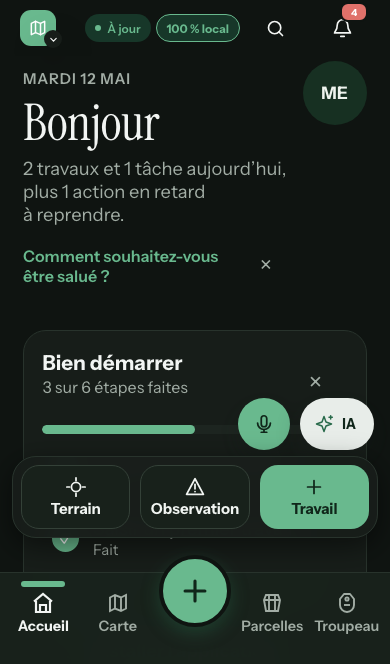 À jour
100 % local
4
MARDI 12 MAI
ME
Bonjour
2 travaux et 1 tâche aujourd’hui,
plus 1 action en retard
à reprendre.
Comment souhaitez-vous
être salué ?
Bien démarrer
3 sur 6 étapes faites
IA
Terrain
Observation
Travail
Fait
Accueil
Carte
Parcelles
Troupeau